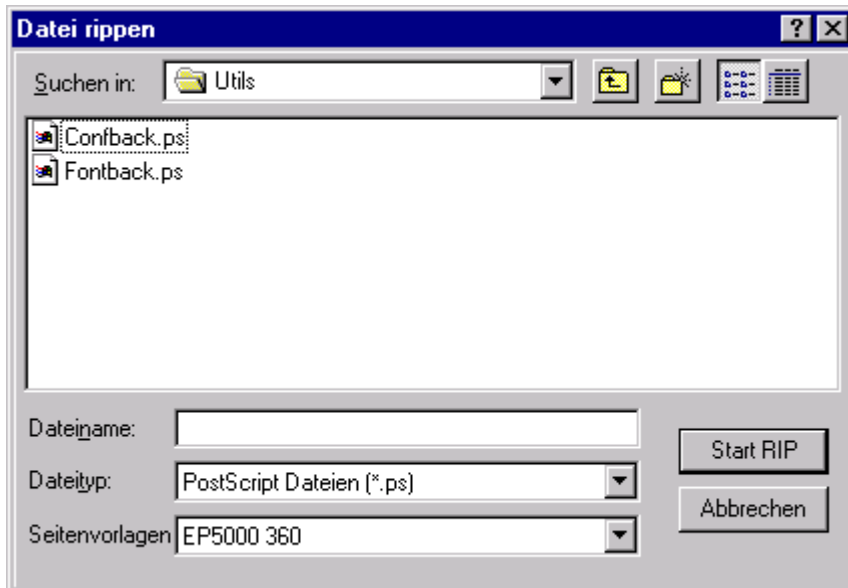 Datei rippen
Suchen in: Utils
Confback.ps
Fontback.ps
Dateiname:
Start RIP
Dateityp: PostScript Dateien (*.ps)
Abbrechen
Seitenvorlagen EP5000 360